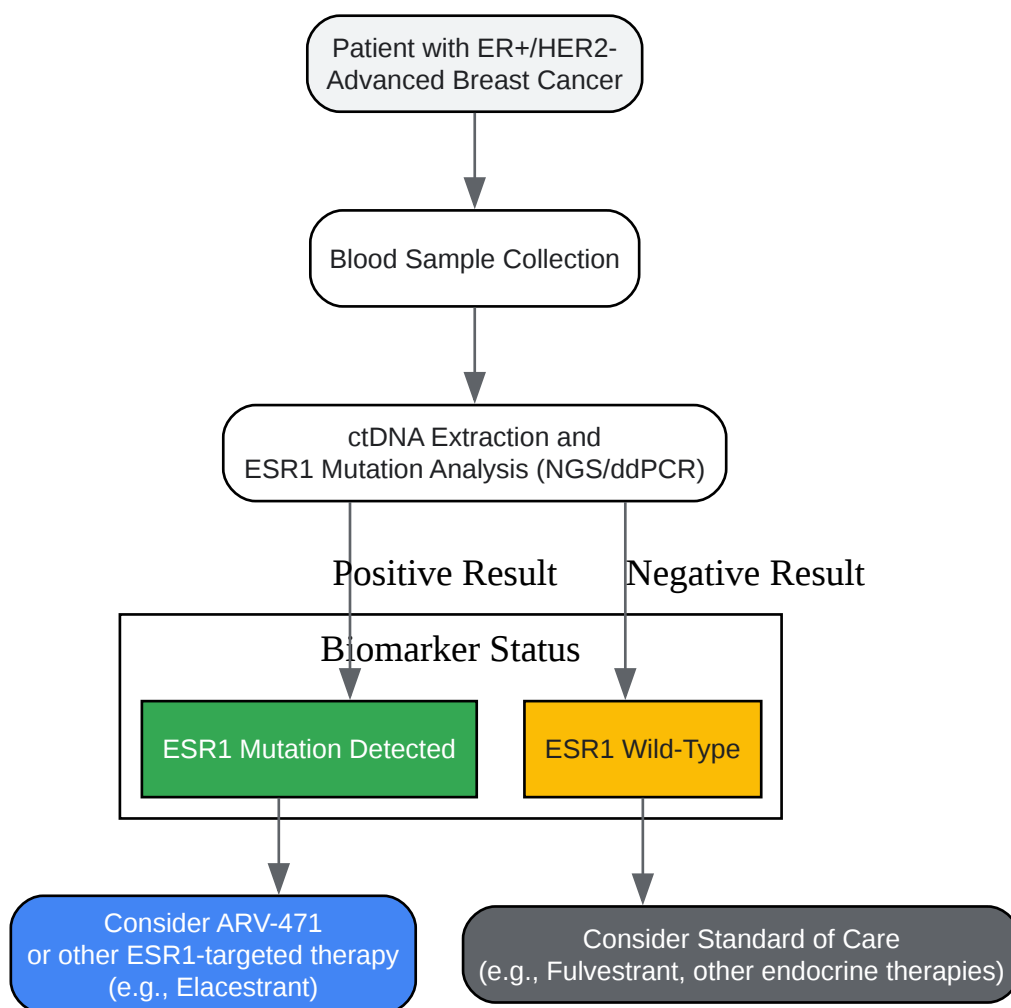 Patient with ER+/HER2-
Advanced Breast Cancer
Blood Sample Collection
ctDNA Extraction and
ESR1 Mutation Analysis (NGS/ddPCR)
Positive Result
Negative Result
Biomarker Status
ESR1 Mutation Detected
ESR1 Wild-Type
Consider ARV-471
or other ESR1-targeted therapy
(e.g., Elacestrant)
Consider Standard of Care
(e.g., Fulvestrant, other endocrine therapies)